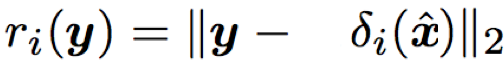 r_i(y) = ‖y − δ_i(x̂)‖_2